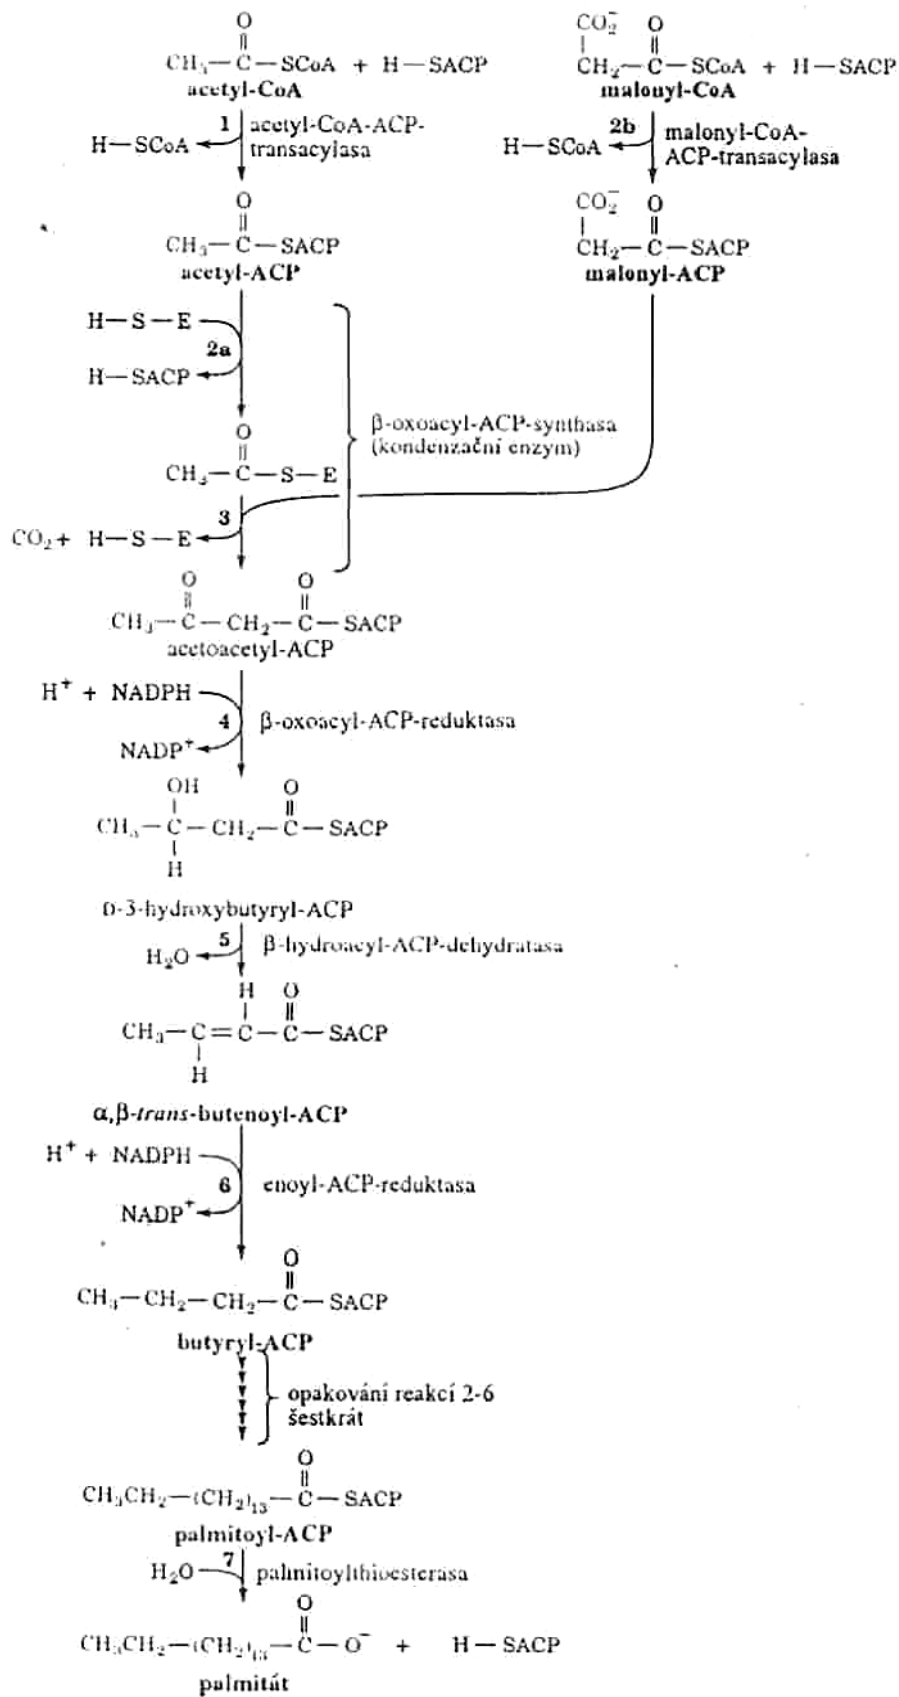 O
CH₃—C—SCoA + H—SACP
acetyl-CoA
1 acetyl-CoA-ACP-
transacylasa
H—SCoA
O
CH₃—C—SACP
acetyl-ACP
CO₂⁻ O
CH₂—C—SCoA + H—SACP
malonyl-CoA
2b malonyl-CoA-
ACP-transacylasa
H—SCoA
CO₂⁻ O
CH₂—C—SACP
malonyl-ACP
H—S—E
2a
H—SACP
β-oxoacyl-ACP-synthasa
(kondenzační enzym)
O
CH₃—C—S—E
3
CO₂+ H—S—E
O O
CH₃—C—CH₂—C—SACP
acetoacetyl-ACP
H⁺ + NADPH
4 β-oxoacyl-ACP-reduktasa
NADP⁺
OH O
CH₃—C—CH₂—C—SACP
H
D-3-hydroxybutyryl-ACP
5 β-hydroacyl-ACP-dehydratasa
H₂O
H O
CH₃—C=C—C—SACP
H
α,β-trans-butenoyl-ACP
H⁺ + NADPH
6 enoyl-ACP-reduktasa
NADP⁺
O
CH₃—CH₂—CH₂—C—SACP
butyryl-ACP
opakování reakcí 2-6
šestkrát
O
CH₃CH₂—(CH₂)₁₃—C—SACP
palmitoyl-ACP
7
H₂O palmitoylthioesterasa
O
CH₃CH₂—(CH₂)₁₃—C—O⁻ + H—SACP
palmitát